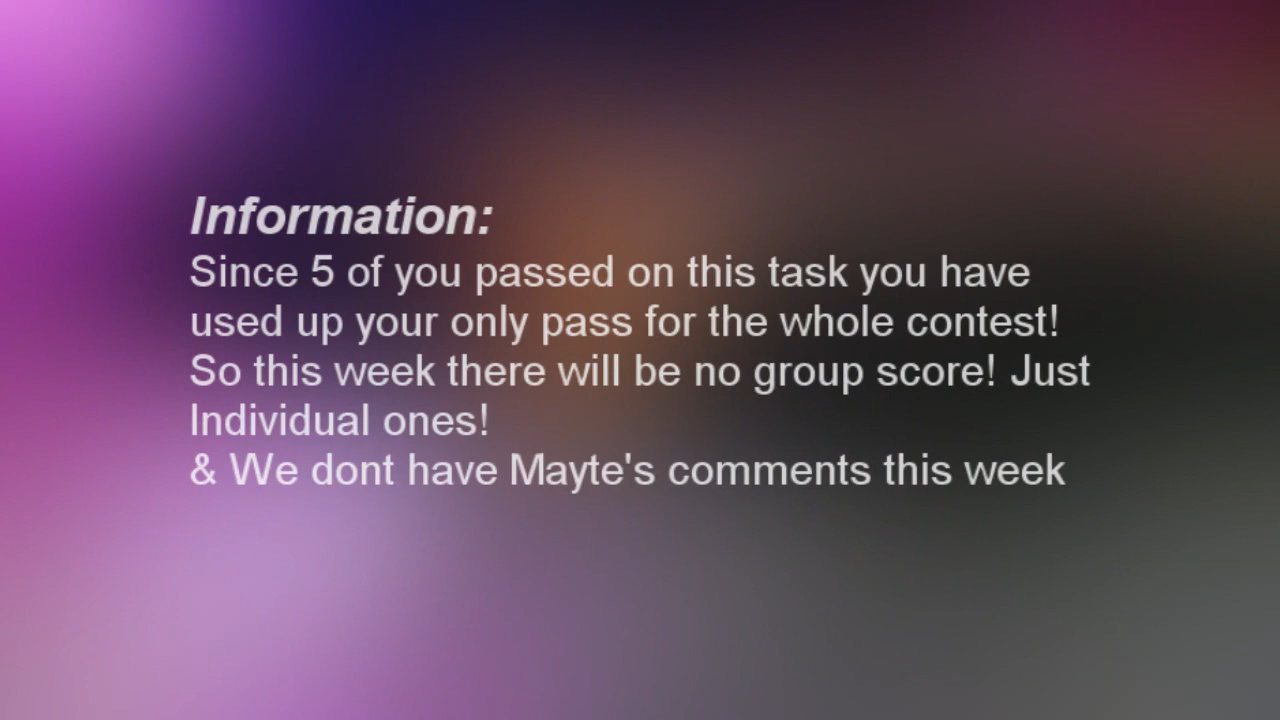 Information:
Since 5 of you passed on this task you have
used up your only pass for the whole contest!
So this week there will be no group score! Just
Individual ones!
& We dont have Mayte's comments this week